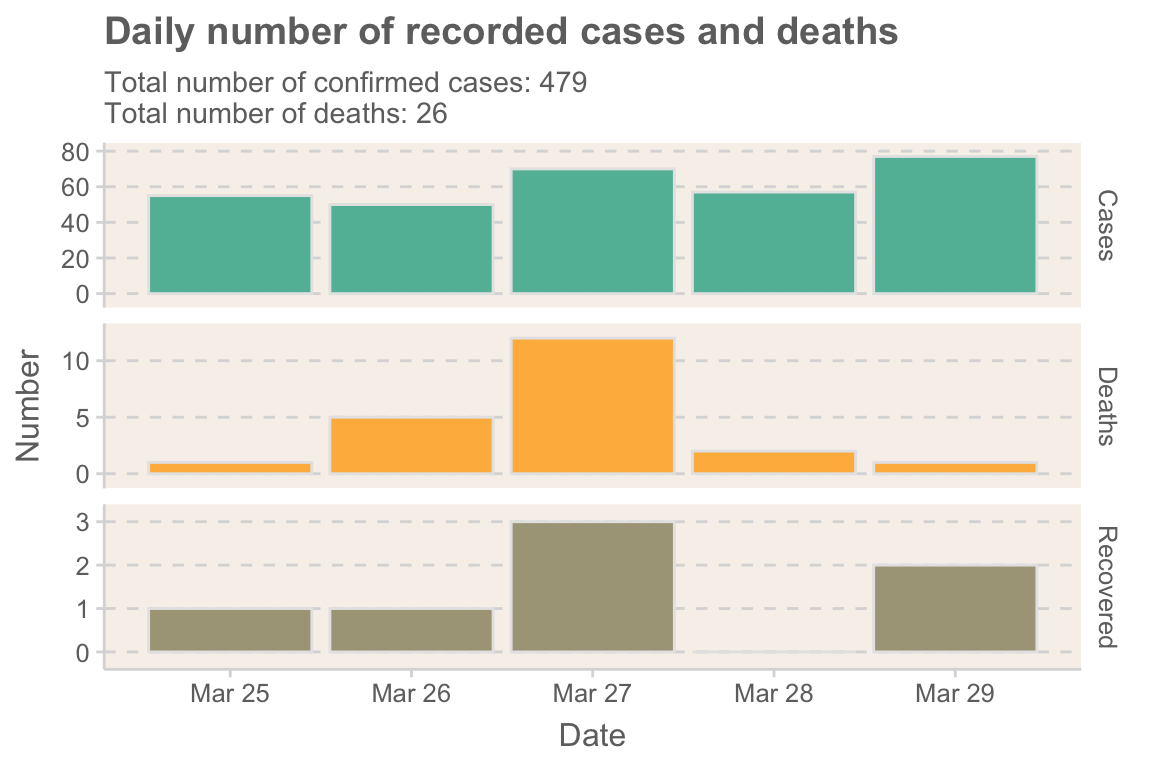 Daily number of recorded cases and deaths
Total number of confirmed cases: 479
Total number of deaths: 26
80
60
40
20
0
Cases
10
5
0
Deaths
3
2
1
0
Recovered
Number
Mar 25
Mar 26
Mar 27
Mar 28
Mar 29
Date